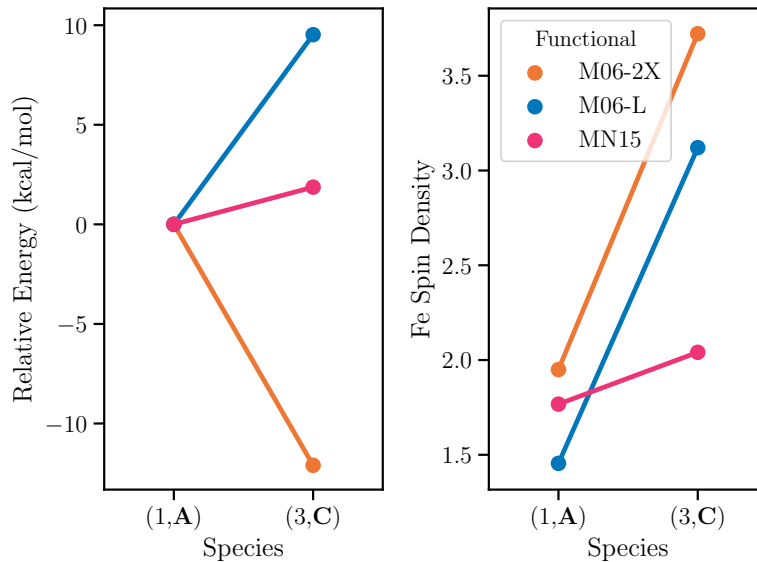 Relative Energy (kcal/mol)
10
5
0
−5
−10
(1,A)
(3,C)
Species
Fe Spin Density
3.5
3.0
2.5
2.0
1.5
(1,A)
(3,C)
Species
Functional
M06-2X
M06-L
MN15